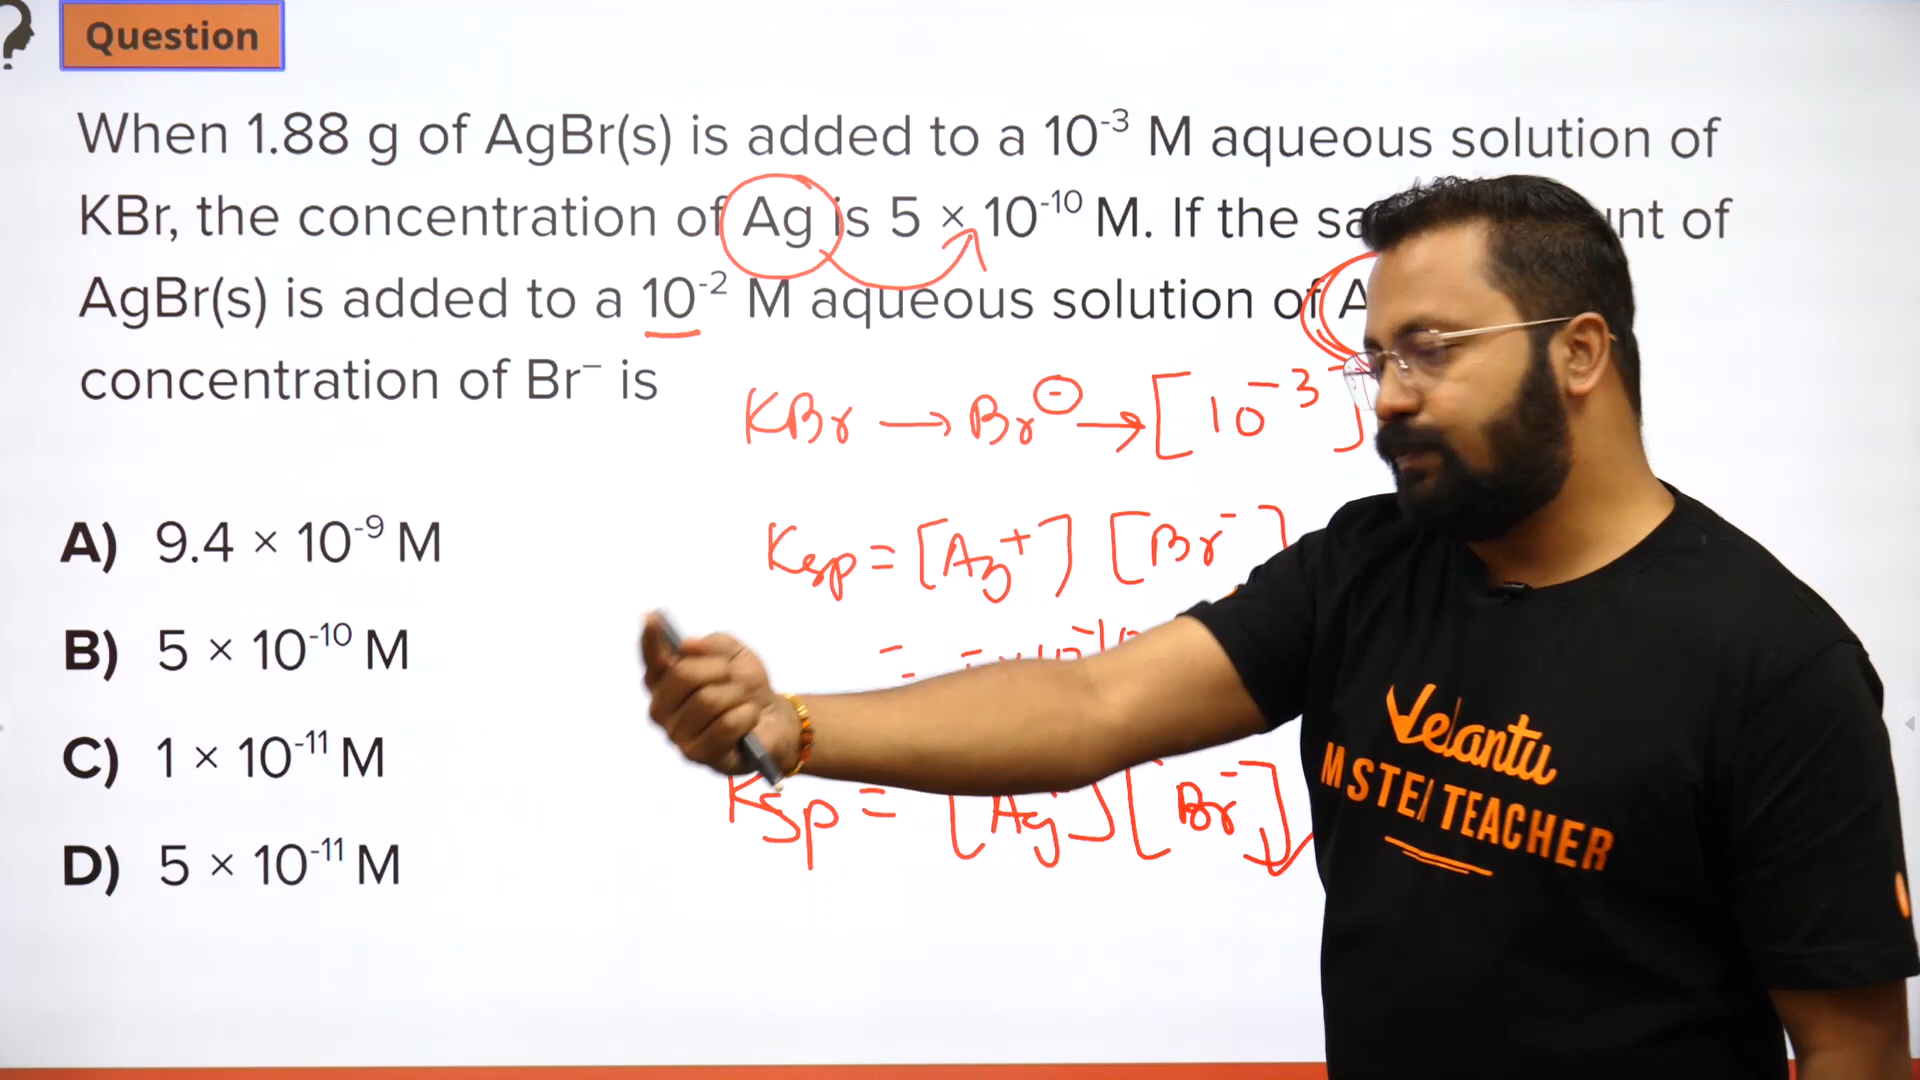 Question
When 1.88 g of AgBr(s) is added to a 10⁻³ M aqueous solution of
KBr, the concentration of Ag is 5 × 10⁻¹⁰ M. If the sa nt of
AgBr(s) is added to a 10⁻² M aqueous solution of A
concentration of Br⁻ is
KBr → Br⊖ → [10⁻³]
A) 9.4 × 10⁻⁹ M
Ksp = [Ag⁺] [Br⁻]
B) 5 × 10⁻¹⁰ M
=
C) 1 × 10⁻¹¹ M
Ksp = [Ag⁺][Br⁻]
D) 5 × 10⁻¹¹ M
Vedantu
M STE TEACHER